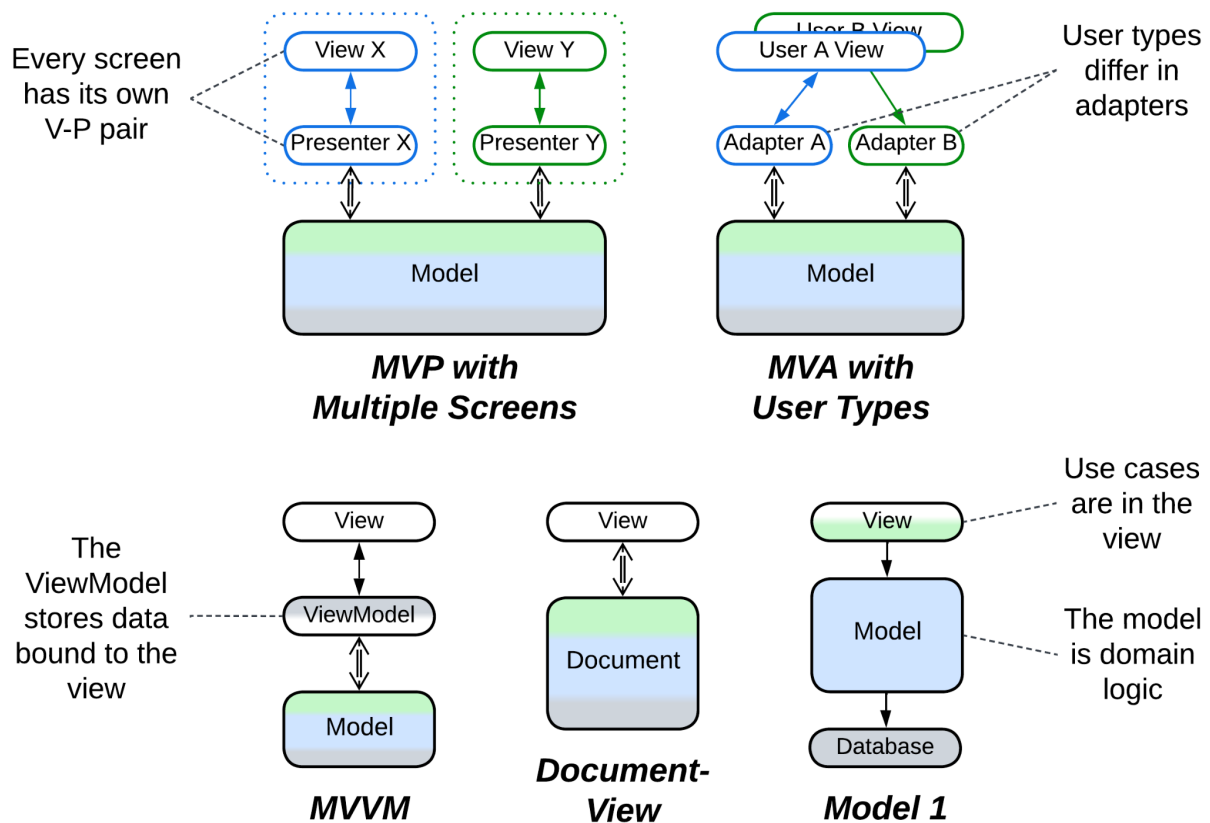 Every screen
has its own
V-P pair
View X
View Y
Presenter X
Presenter Y
Model
MVP with
Multiple Screens
User B View
User A View
Adapter A
Adapter B
Model
User types
differ in
adapters
MVA with
User Types
The
ViewModel
stores data
bound to the
view
View
ViewModel
Model
MVVM
View
Document
Document-
View
View
Model
Database
Model 1
Use cases
are in the
view
The model
is domain
logic